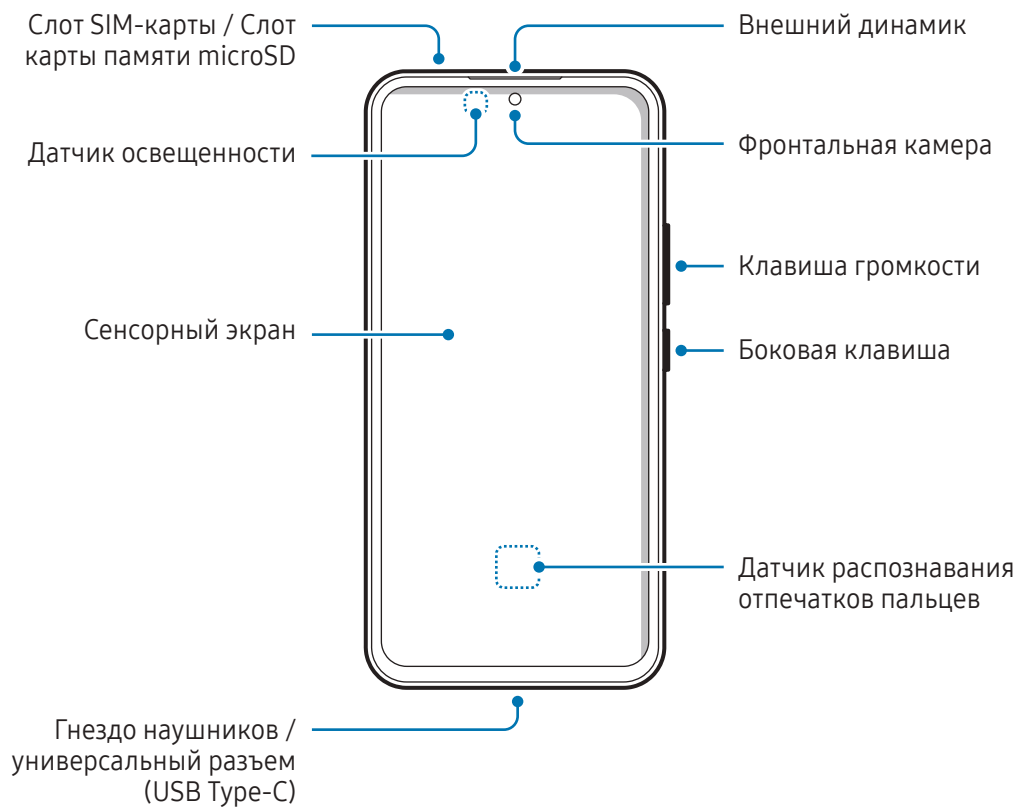 Слот SIM-карты / Слот
карты памяти microSD
Датчик освещенности
Сенсорный экран
Гнездо наушников /
универсальный разъем
(USB Type-C)
Внешний динамик
Фронтальная камера
Клавиша громкости
Боковая клавиша
Датчик распознавания
отпечатков пальцев